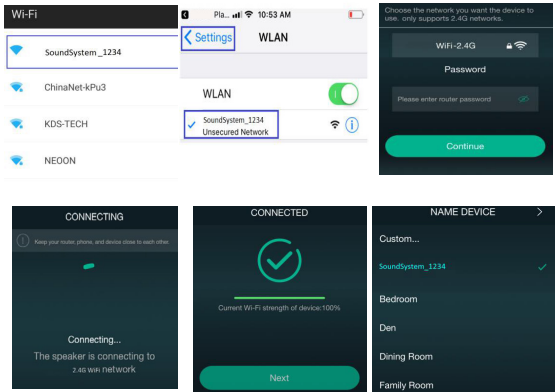 Wi-Fi
SoundSystem_1234
ChinaNet-kPu3
KDS-TECH
NEOON
Pla... 10:53 AM
Settings WLAN
WLAN
SoundSystem_1234
Unsecured Network
Choose the network you want the device to
use. only supports 2.4G networks.
WiFi-2.4G
Password
Please enter router password
Continue
CONNECTING
Keep your router, phone, and device close to each other.
Connecting...
The speaker is connecting to
2.4G WiFi network
CONNECTED
Current Wi-Fi strength of device:100%
Next
NAME DEVICE
Custom...
SoundSystem_1234
Bedroom
Den
Dining Room
Family Room